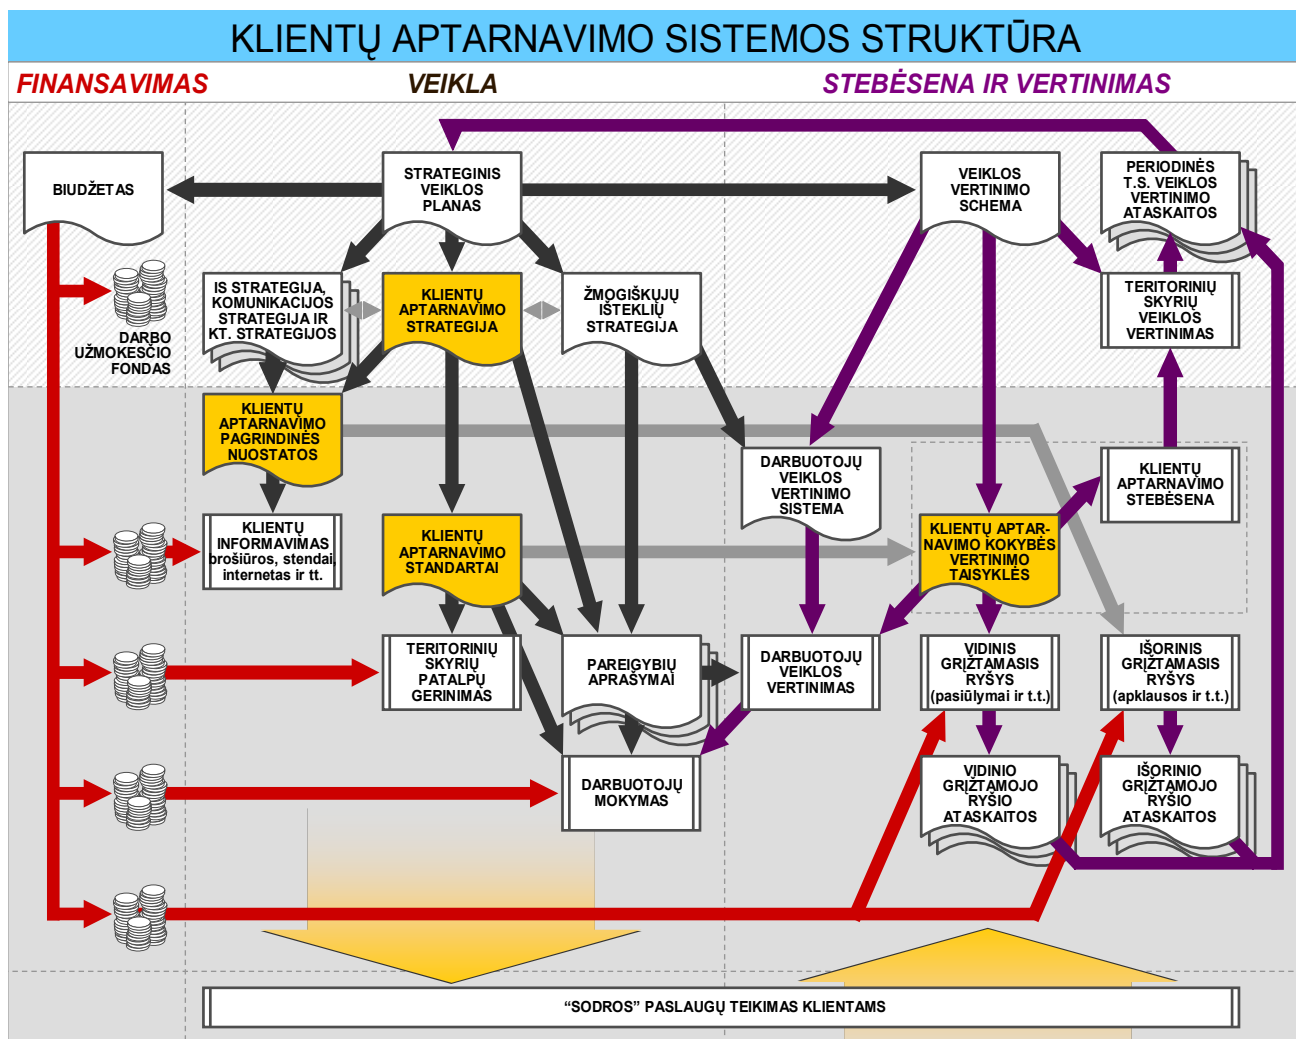 KLIENTŲ APTARNAVIMO SISTEMOS STRUKTŪRA
FINANSAVIMAS
VEIKLA
STEBĖSENA IR VERTINIMAS
BIUDŽETAS
STRATEGINIS
VEIKLOS
PLANAS
VEIKLOS
VERTINIMO
SCHEMA
PERIODINĖS
T.S. VEIKLOS
VERTINIMO
ATASKAITOS
DARBO
UŽMOKESČIO
FONDAS
IS STRATEGIJA,
KOMUNIKACIJOS
STRATEGIJA IR
KT. STRATEGIJOS
KLIENTŲ
APTARNAVIMO
STRATEGIJA
ŽMOGIŠKŲJŲ
IŠTEKLIŲ
STRATEGIJA
TERITORINIŲ
SKYRIŲ
VEIKLOS
VERTINIMAS
KLIENTŲ
APTARNAVIMO
PAGRINDINĖS
NUOSTATOS
DARBUOTOJŲ
VEIKLOS
VERTINIMO
SISTEMA
KLIENTŲ
APTARNAVIMO
STEBĖSENA
KLIENTŲ
INFORMAVIMAS
brošiūros, stendai,
internetas ir tt.
KLIENTŲ
APTARNAVIMO
STANDARTAI
KLIENTŲ APTAR-
NAVIMO KOKYBĖS
VERTINIMO
TAISYKLĖS
TERITORINIŲ
SKYRIŲ
PATALPŲ
GERINIMAS
PAREIGYBIŲ
APRAŠYMAI
DARBUOTOJŲ
VEIKLOS
VERTINIMAS
VIDINIS
GRĮŽTAMASIS
RYŠYS
(pasiūlymai ir t.t.)
IŠORINIS
GRĮŽTAMASIS
RYŠYS
(apklausos ir t.t.)
DARBUOTOJŲ
MOKYMAS
VIDINIO
GRĮŽTAMOJO
RYŠIO
ATASKAITOS
IŠORINIO
GRĮŽTAMOJO
RYŠIO
ATASKAITOS
“SODROS” PASLAUGŲ TEIKIMAS KLIENTAMS